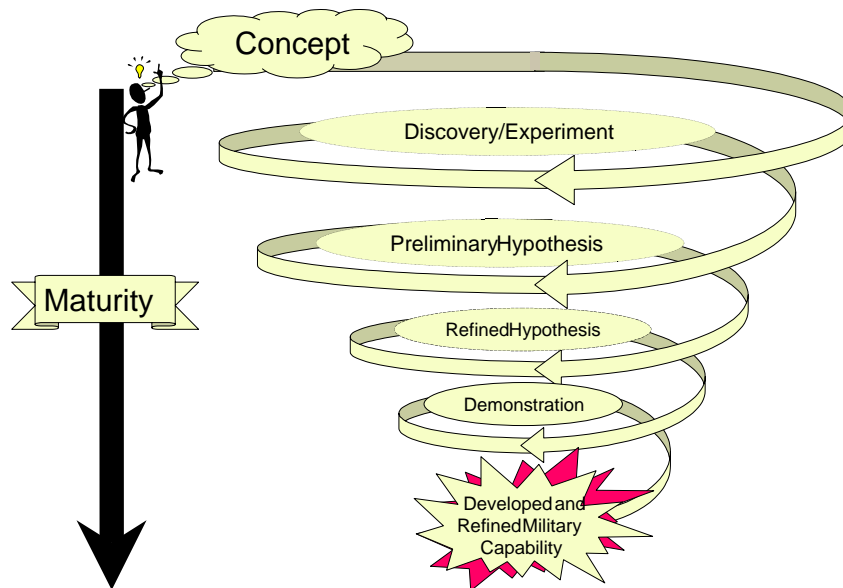 Concept
Discovery/Experiment
PreliminaryHypothesis
Maturity
RefinedHypothesis
Demonstration
Developed and
RefinedMilitary
Capability